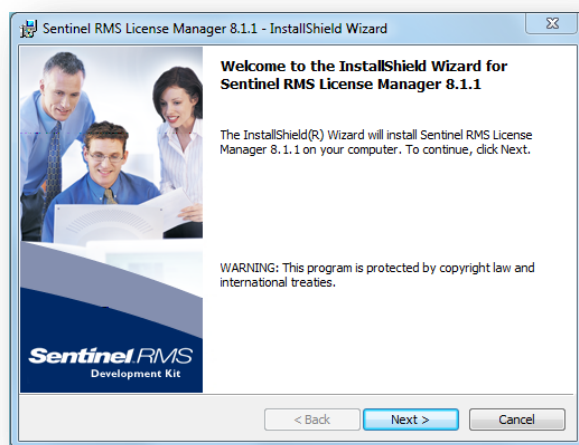 Sentinel RMS License Manager 8.1.1 - InstallShield Wizard
Welcome to the InstallShield Wizard for
Sentinel RMS License Manager 8.1.1
The InstallShield(R) Wizard will install Sentinel RMS License
Manager 8.1.1 on your computer. To continue, click Next.
WARNING: This program is protected by copyright law and
international treaties.
Sentinel RMS
Development Kit
< Back
Next >
Cancel